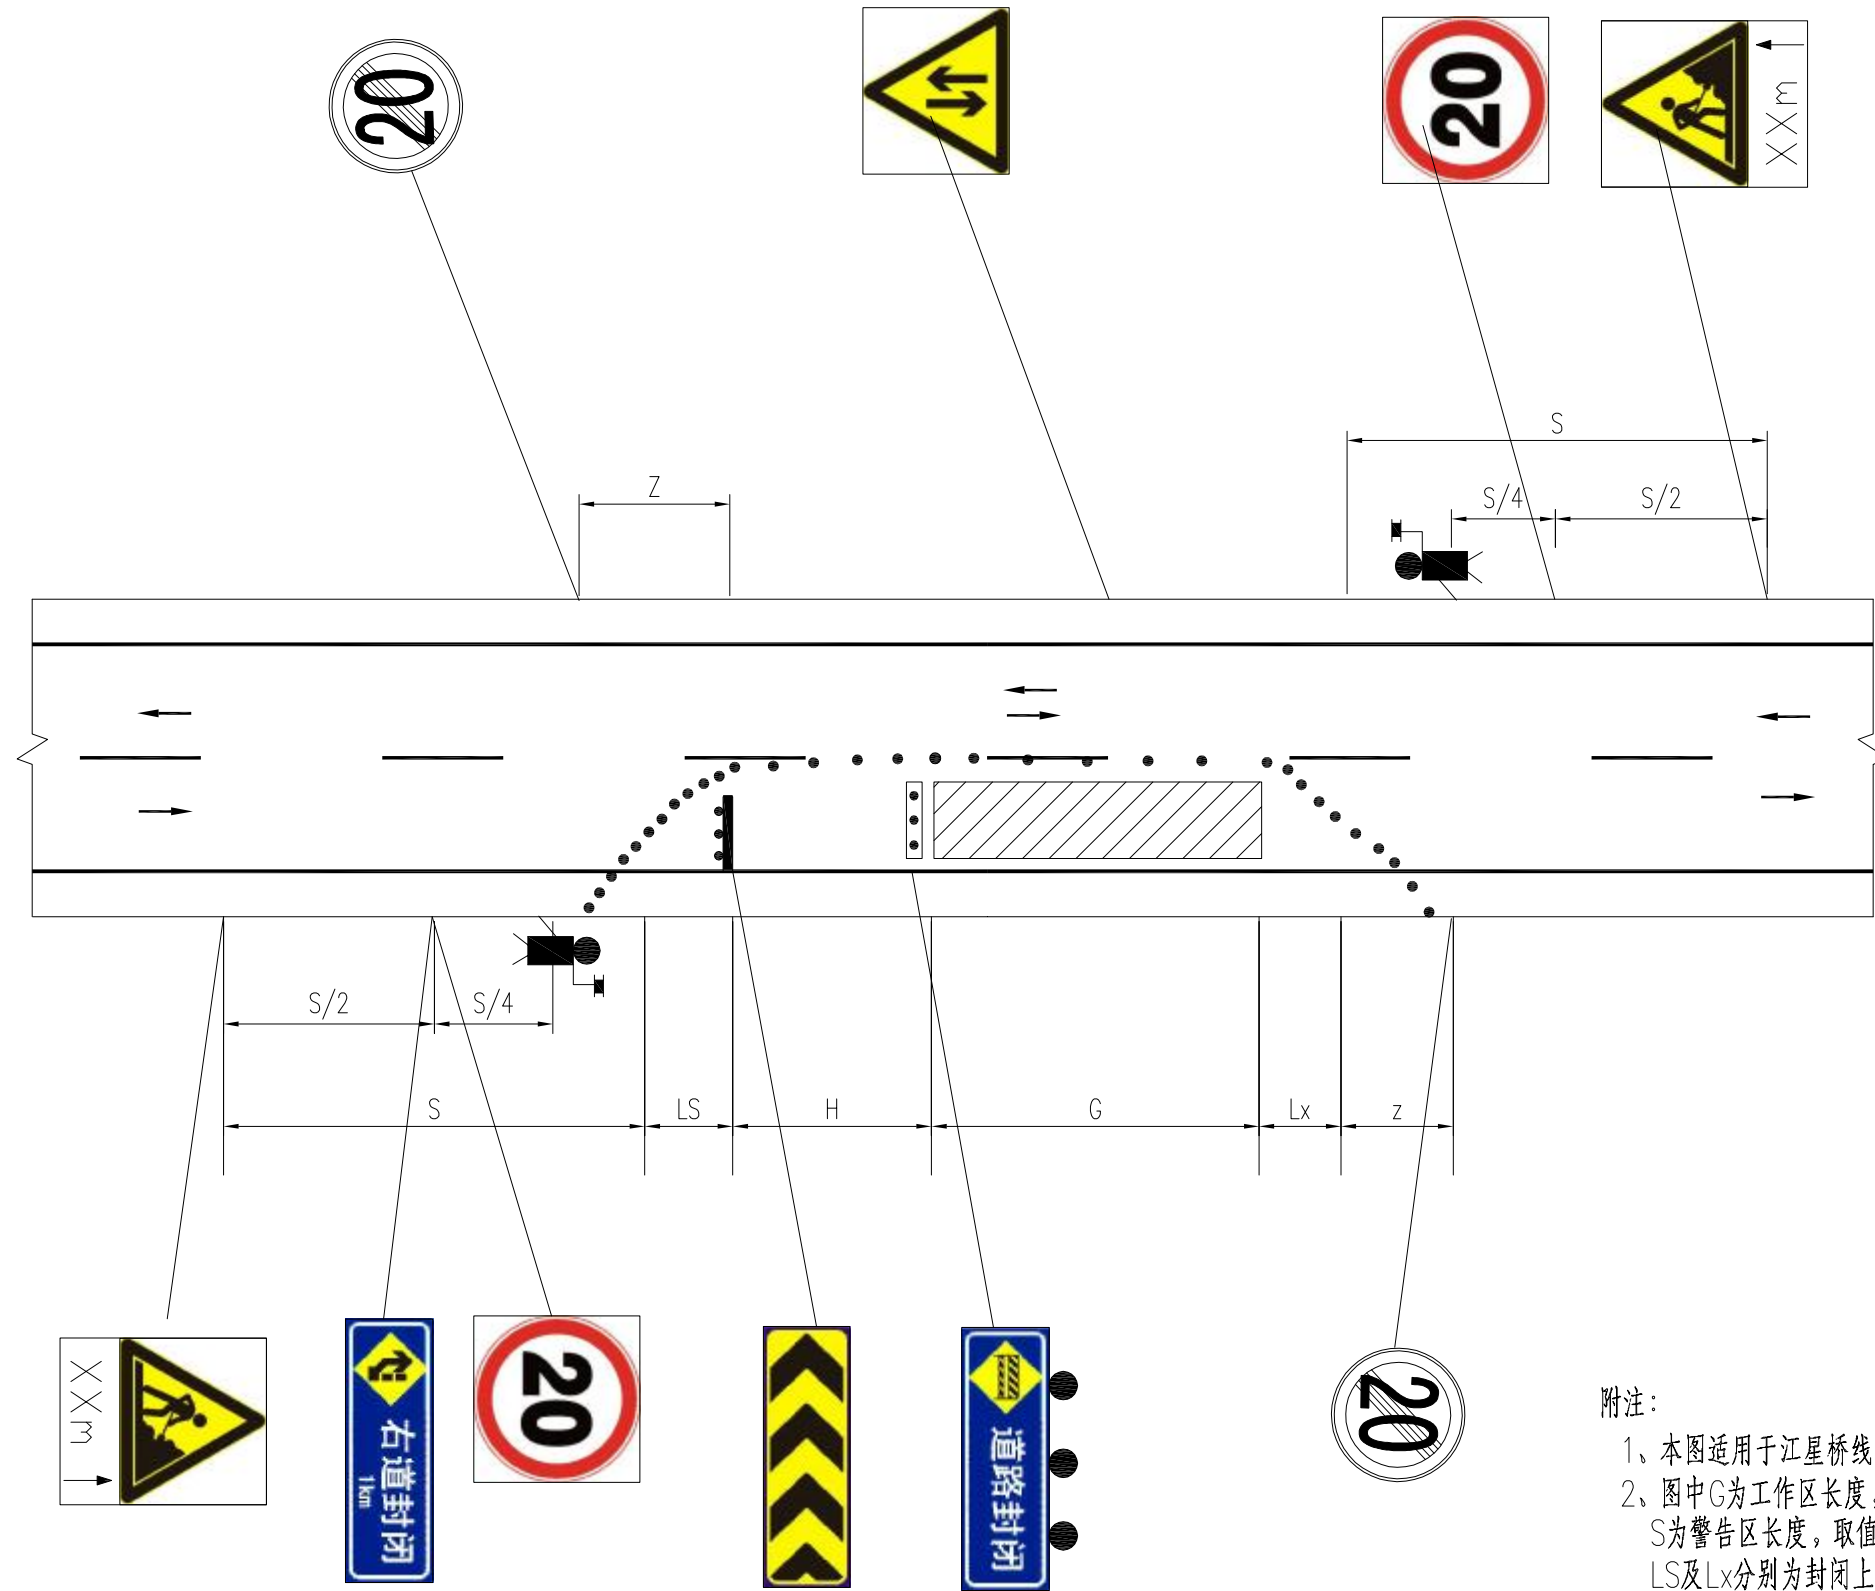 20
20
XXm
S
Z
S/4
S/2
S/2
S/4
S
LS
H
G
Lx
z
XXm
右道封闭
1km
20
道路封闭
20
附注：
1、本图适用于江星桥线
2、图中G为工作区长度，
S为警告区长度，取值
LS及Lx分别为封闭上